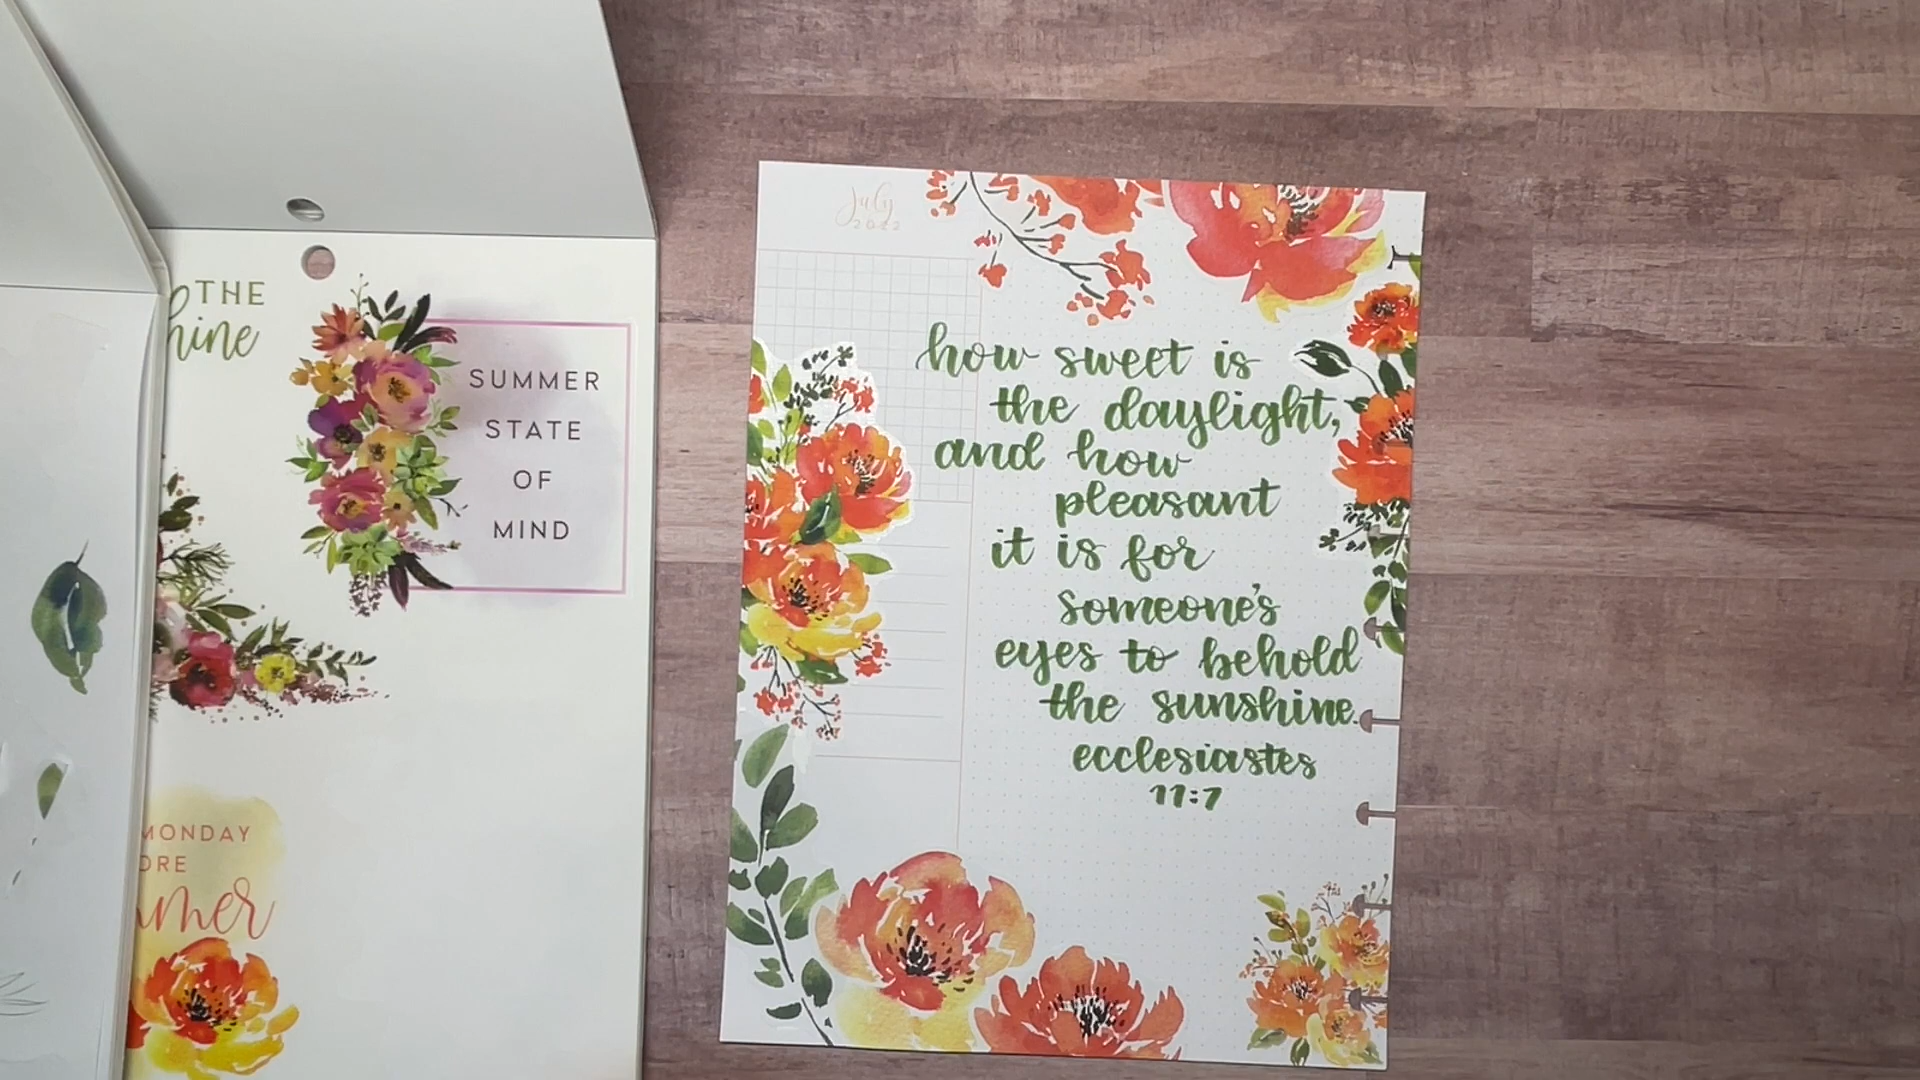 THE
hine
SUMMER
STATE
OF
MIND
MONDAY
ORE
mmer
July
2022
how sweet is
the daylight,
and how
pleasant
it is for
someone's
eyes to behold
the sunshine.
ecclesiastes
11:7